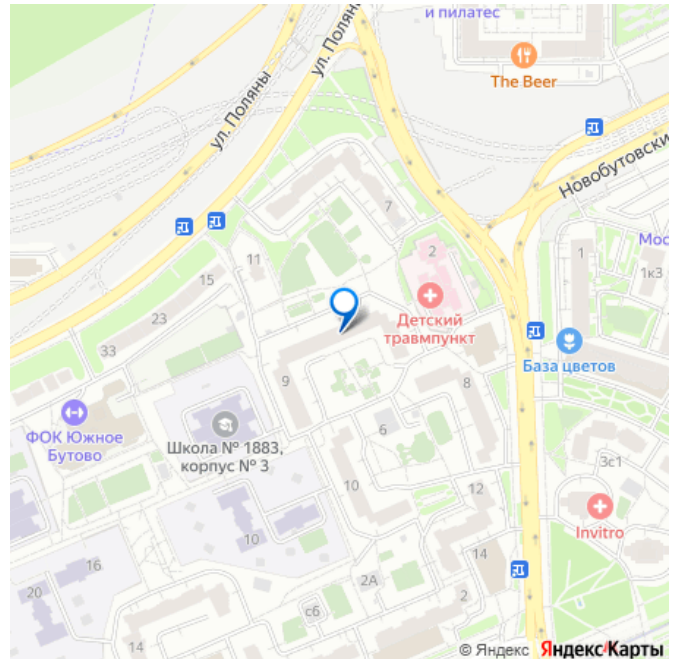 и пилатес
The Beer
ул. Поляны
ул. Поляны
Новобутовски
7
2
Мос
1
1к3
11
15
23
33
Детский
травмпункт
База цветов
9
8
6
ФОК Южное
Бутово
Школа № 1883,
корпус № 3
3с1
10
12
Invitro
10
14
16
20
2А
2
с6
14
© Яндекс Яндекс Карты